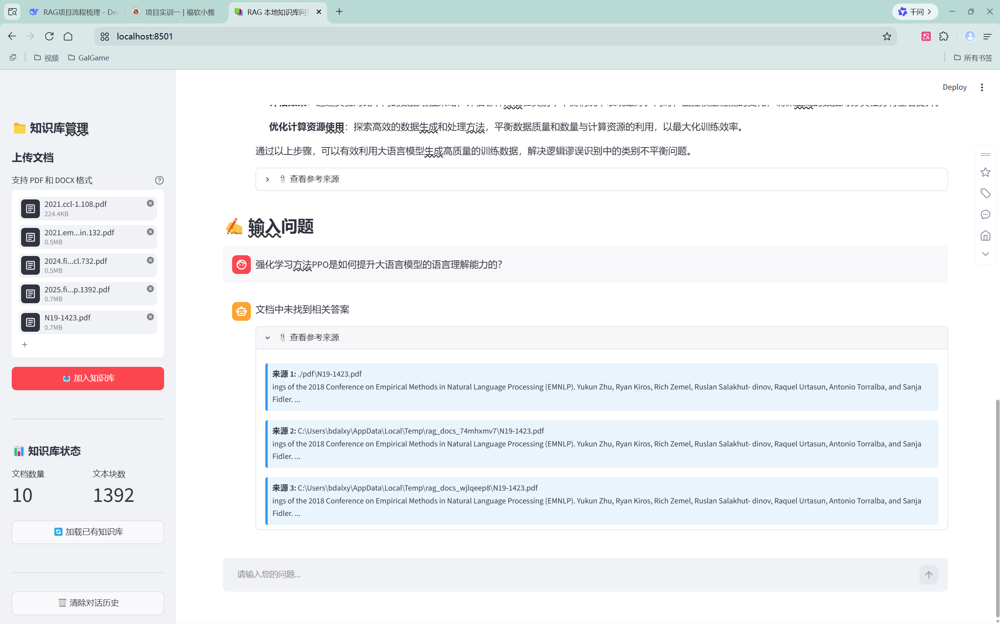 RAG项目流程梳理 - Dee
项目实训一 | 福软小雅
RAG 本地知识库问答
千问
localhost:8501
视频
GalGame
所有书签
Deploy
知识库管理
上传文档
支持 PDF 和 DOCX 格式
2021.ccl-1.108.pdf
224.4KB
2021.em...in.132.pdf
0.5MB
2024.fi...cl.732.pdf
0.5MB
2025.fi...p.1392.pdf
0.7MB
N19-1423.pdf
0.7MB
加入知识库
知识库状态
文档数量
文本块数
10
1392
加载已有知识库
清除对话历史
优化计算资源使用：探索高效的数据生成和处理方法，平衡数据质量和数量与计算资源的利用，以最大化训练效率。
通过以上步骤，可以有效利用大语言模型生成高质量的训练数据，解决逻辑谬误识别中的类别不平衡问题。
查看参考来源
输入问题
强化学习方法PPO是如何提升大语言模型的语言理解能力的？
文档中未找到相关答案
查看参考来源
来源 1: ./pdf\N19-1423.pdf
ings of the 2018 Conference on Empirical Methods in Natural Language Processing (EMNLP). Yukun Zhu, Ryan Kiros, Rich Zemel, Ruslan Salakhut- dinov, Raquel Urtasun, Antonio Torralba, and Sanja
Fidler. ...
来源 2: C:\Users\bdalxy\AppData\Local\Temp\rag_docs_74mhxmv7\N19-1423.pdf
ings of the 2018 Conference on Empirical Methods in Natural Language Processing (EMNLP). Yukun Zhu, Ryan Kiros, Rich Zemel, Ruslan Salakhut- dinov, Raquel Urtasun, Antonio Torralba, and Sanja
Fidler. ...
来源 3: C:\Users\bdalxy\AppData\Local\Temp\rag_docs_wjlqeep8\N19-1423.pdf
ings of the 2018 Conference on Empirical Methods in Natural Language Processing (EMNLP). Yukun Zhu, Ryan Kiros, Rich Zemel, Ruslan Salakhut- dinov, Raquel Urtasun, Antonio Torralba, and Sanja
Fidler. ...
请输入您的问题...